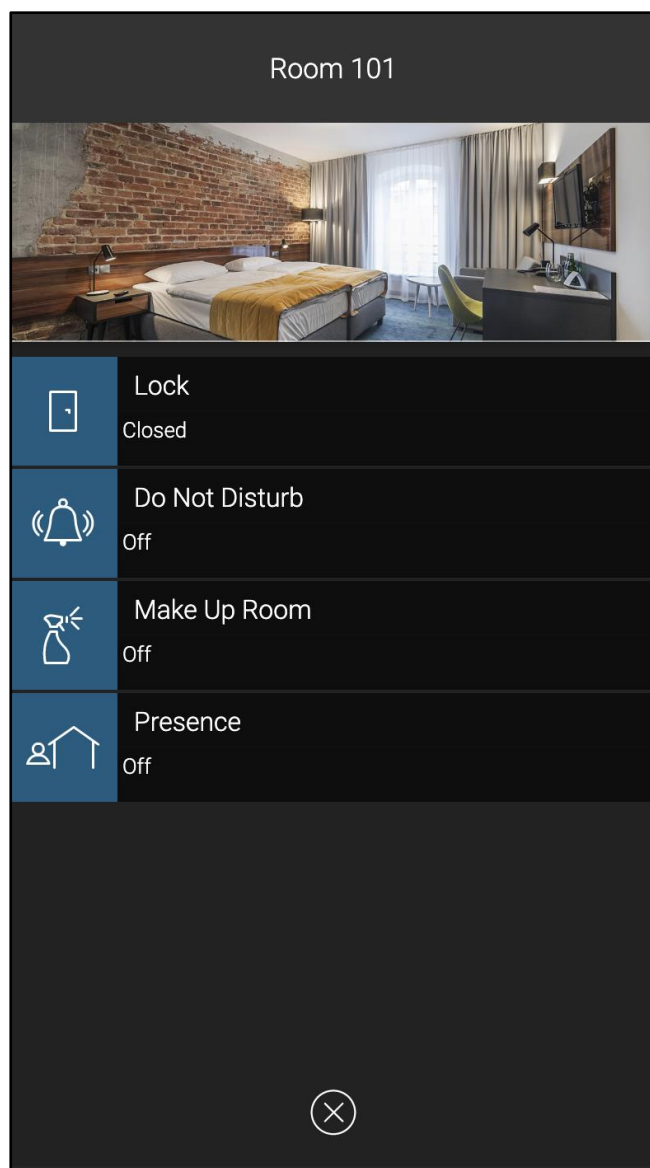 Room 101
Lock
Closed
Do Not Disturb
Off
Make Up Room
Off
Presence
Off